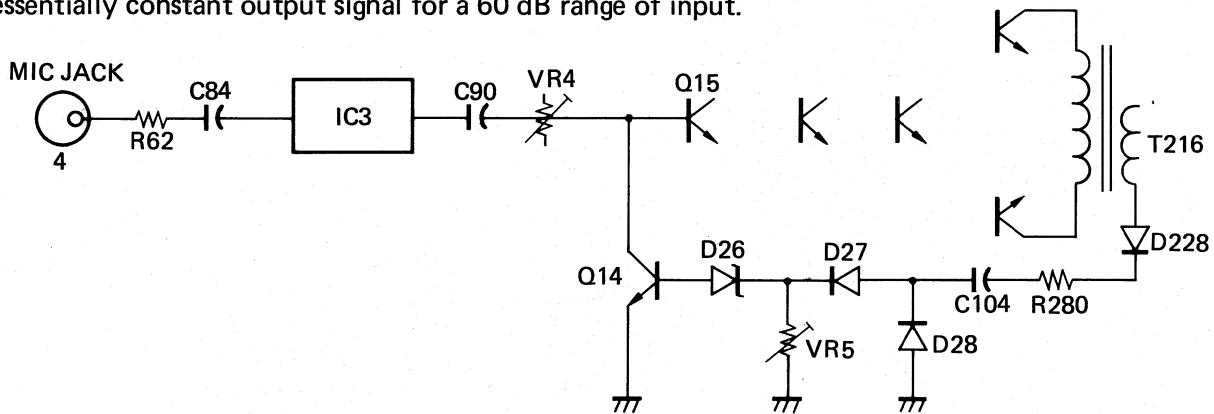 essentially constant output signal for a 60 dB range of input.
MIC JACK
4
R62
C84
IC3
C90
VR4
Q15
T216
D228
Q14
D26
D27
C104
R280
VR5
D28